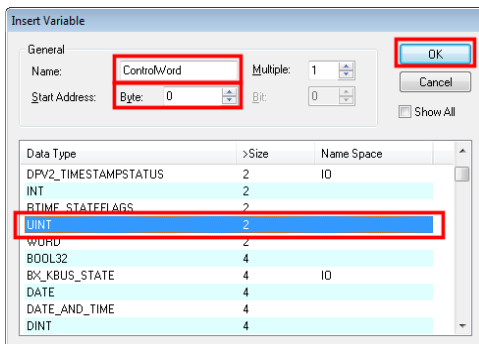 Insert Variable
General
Name: ControlWord Multiple: 1 OK
Start Address: Byte: 0 Bit: 0 Cancel
Show All
Data Type >Size Name Space
DPV2_TIMESTAMPSTATUS 2 IO
INT 2
BTIME_STATEFLAGS 2
UINT 2
WORD 2
BOOL32 4
BX_KBUS_STATE 4 IO
DATE 4
DATE_AND_TIME 4
DINT 4